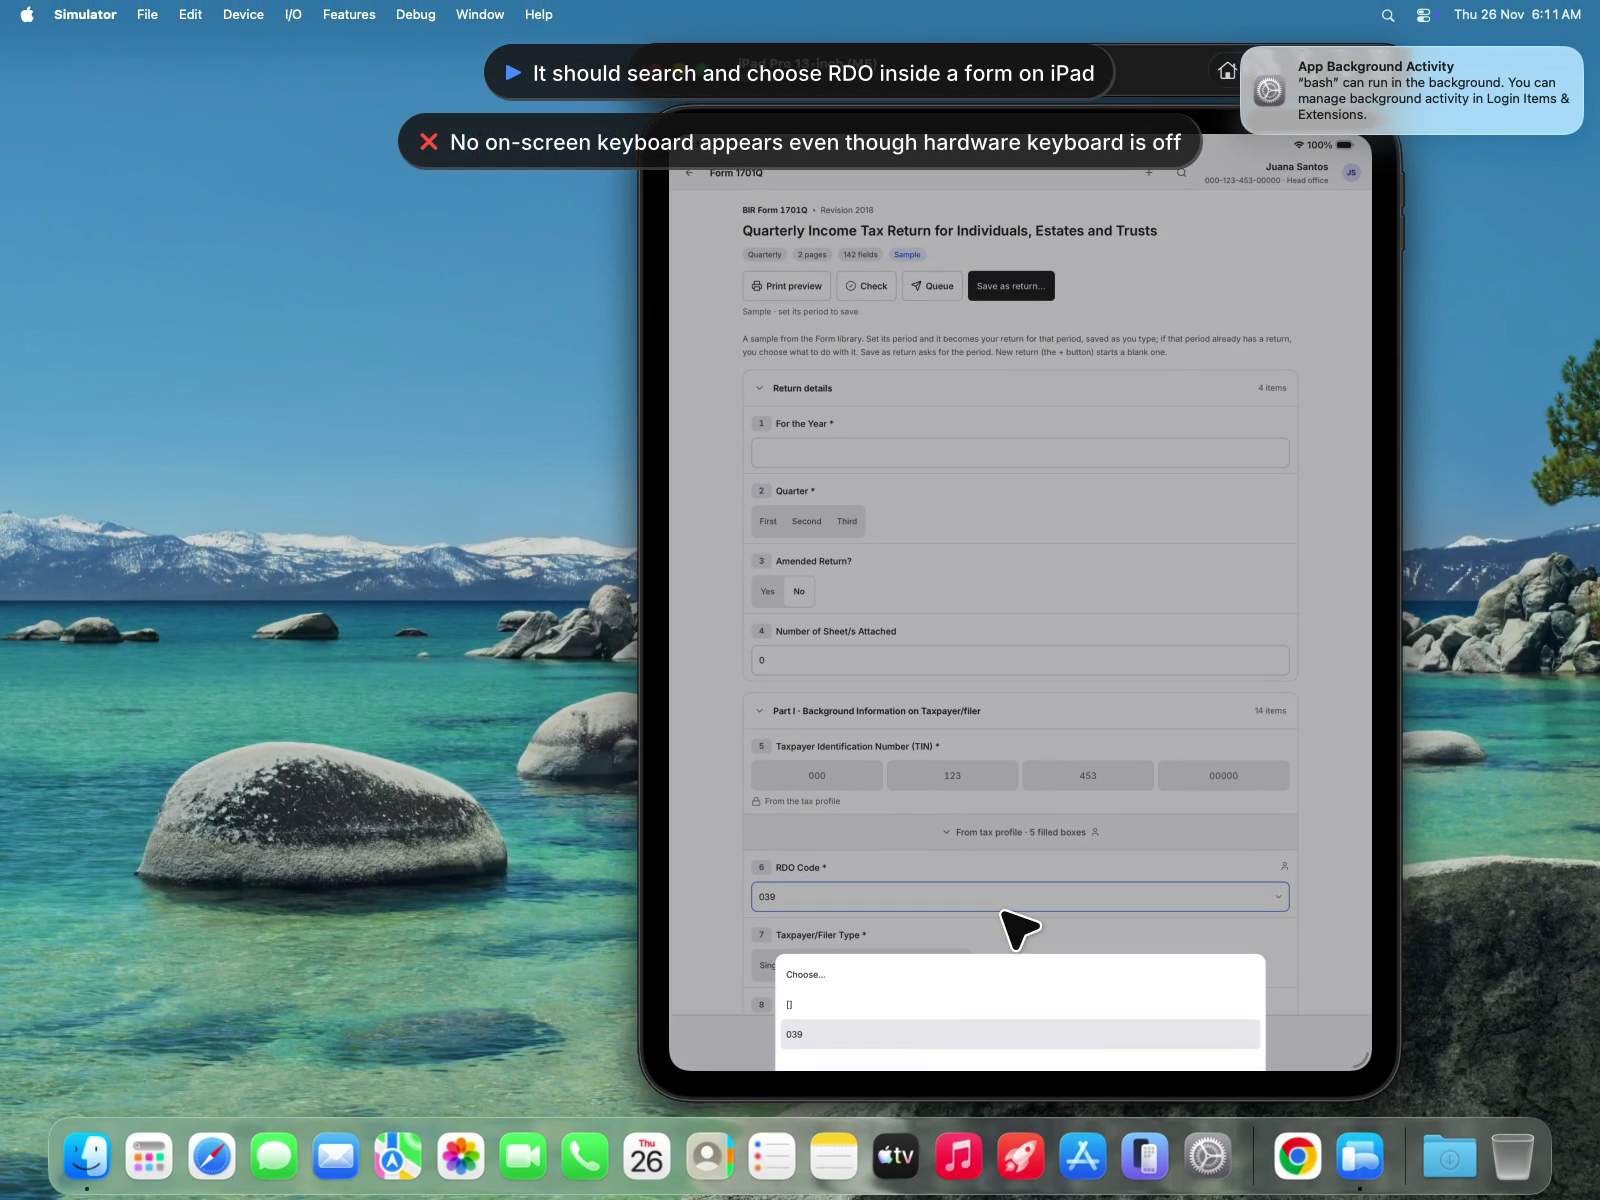 Simulator File Edit Device I/O Features Debug Window Help
Thu 26 Nov 6:11 AM
It should search and choose RDO inside a form on iPad
No on-screen keyboard appears even though hardware keyboard is off
App Background Activity
“bash” can run in the background. You can
manage background activity in Login Items &
Extensions.
100%
Form 1701Q
Juana Santos
000-123-453-00000 · Head office
JS
BIR Form 1701Q • Revision 2018
Quarterly Income Tax Return for Individuals, Estates and Trusts
Quarterly 2 pages 142 fields Sample
Print preview Check Queue Save as return...
Sample · set its period to save
A sample from the Form library. Set its period and it becomes your return for that period, saved as you type; if that period already has a return,
you choose what to do with it. Save as return asks for the period. New return (the + button) starts a blank one.
Return details 4 items
1 For the Year *
2 Quarter *
First Second Third
3 Amended Return?
Yes No
4 Number of Sheet/s Attached
0
Part I · Background Information on Taxpayer/filer 14 items
5 Taxpayer Identification Number (TIN) *
000 123 453 00000
From the tax profile
From tax profile · 5 filled boxes
6 RDO Code *
039
7 Taxpayer/Filer Type *
Sing
8
Choose...
[]
039
Thu
26
tv